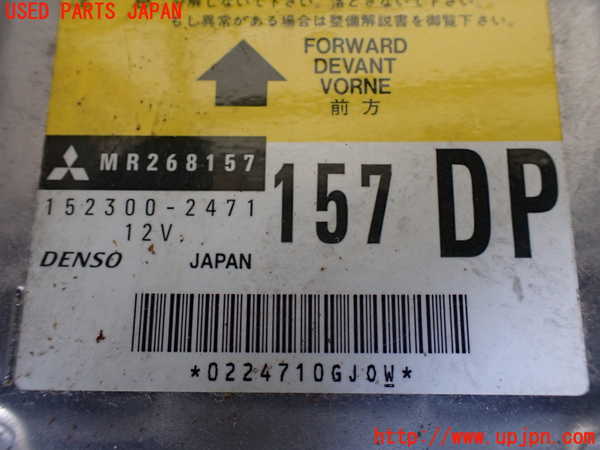 USED PARTS JAPAN
もし異常がある場合は整備解説書を御覧下さい。
FORWARD
DEVANT
VORNE
前方
MR268157
157 DP
152300-2471
12V
DENSO JAPAN
*0224710GJ0W*
http://www.upjpn.com/